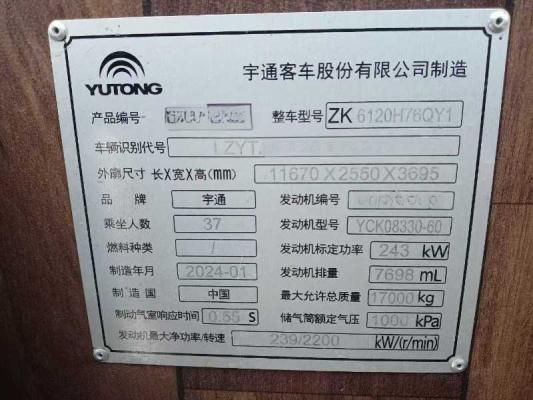 YUTONG
宇通客车股份有限公司制造
产品编号 整车型号 ZK 6120H76QY1
车辆识别代号 LZYT
外廓尺寸 长X宽X高(mm) 11670X2550X3695
品牌 宇通 发动机编号
乘坐人数 37 发动机型号 YCK08330-60
燃料种类 / 发动机标定功率 243 kW
制造年月 2024-01 发动机排量 7698 mL
制造国 中国 最大允许总质量 17000 kg
制动气室响应时间 0.55 S 储气筒额定气压 1000 kPa
发动机最大净功率/转速 239/2200 kW/(r/min)